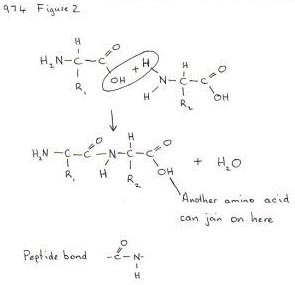 974 Figure 2
H O H
H₂N - C - C + N - C - C O
OH H H
R₁ R₂ OH
H O H O
H₂N - C - C - N - C - C + H₂O
R₁ H R₂ OH
Another amino acid
can join on here
O
Peptide bond - C - N -
H